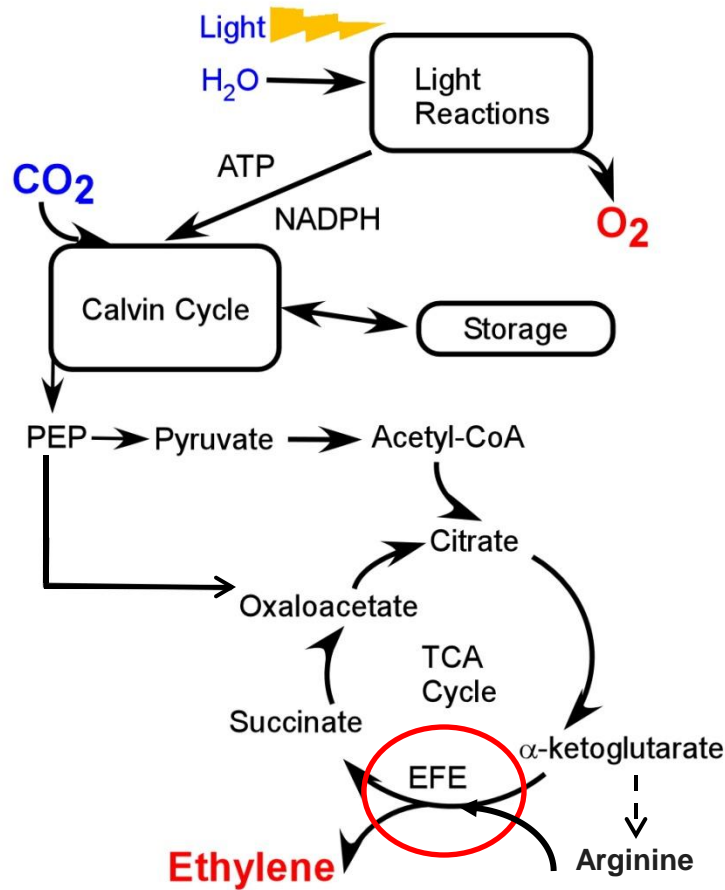 Light
H₂O
Light
Reactions
ATP
CO₂
NADPH
O₂
Calvin Cycle
Storage
PEP
Pyruvate
Acetyl-CoA
Citrate
Oxaloacetate
TCA
Cycle
Succinate
α-ketoglutarate
EFE
Ethylene
Arginine